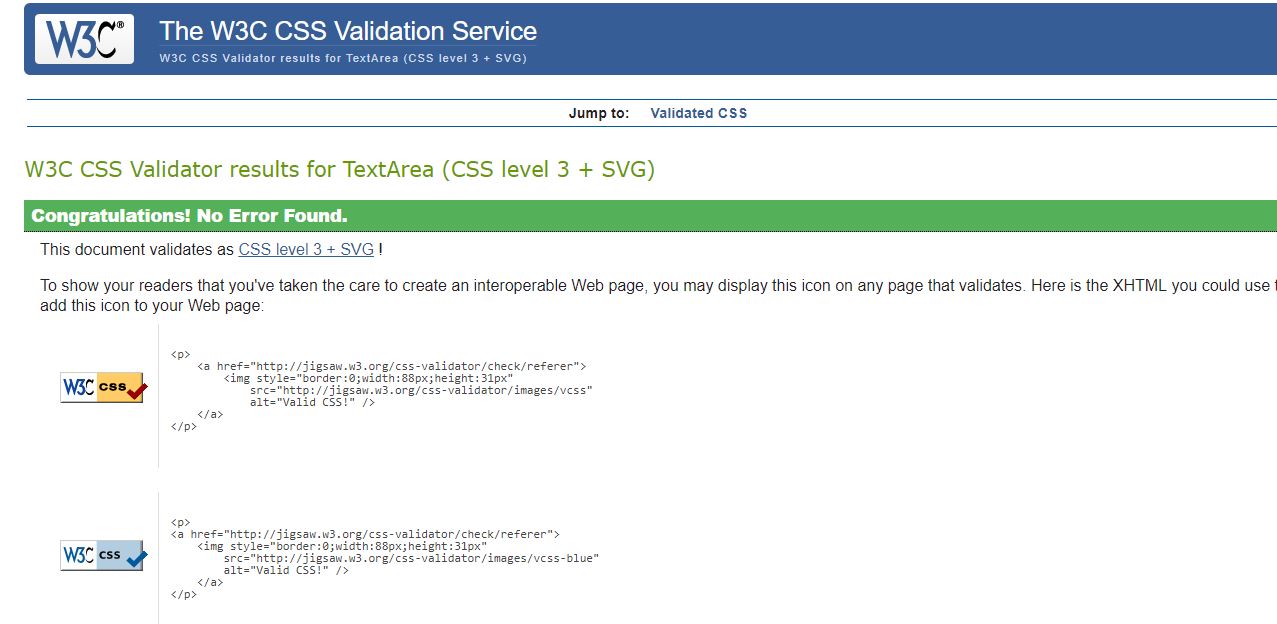 W3C®
The W3C CSS Validation Service
W3C CSS Validator results for TextArea (CSS level 3 + SVG)
Jump to: Validated CSS
W3C CSS Validator results for TextArea (CSS level 3 + SVG)
Congratulations! No Error Found.
This document validates as CSS level 3 + SVG !
To show your readers that you've taken the care to create an interoperable Web page, you may display this icon on any page that validates. Here is the XHTML you could use
add this icon to your Web page:
W3C css
<p>
    <a href="http://jigsaw.w3.org/css-validator/check/referer">
        <img style="border:0;width:88px;height:31px"
            src="http://jigsaw.w3.org/css-validator/images/vcss"
            alt="Valid CSS!" />
    </a>
</p>
W3C css
<p>
<a href="http://jigsaw.w3.org/css-validator/check/referer">
    <img style="border:0;width:88px;height:31px"
        src="http://jigsaw.w3.org/css-validator/images/vcss-blue"
        alt="Valid CSS!" />
    </a>
</p>